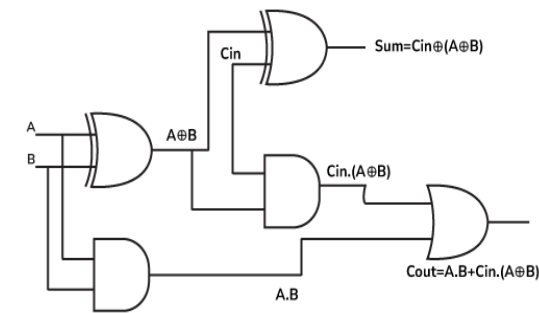 Cin
Sum=Cin⊕(A⊕B)
A
B
A⊕B
Cin.(A⊕B)
A.B
Cout=A.B+Cin.(A⊕B)